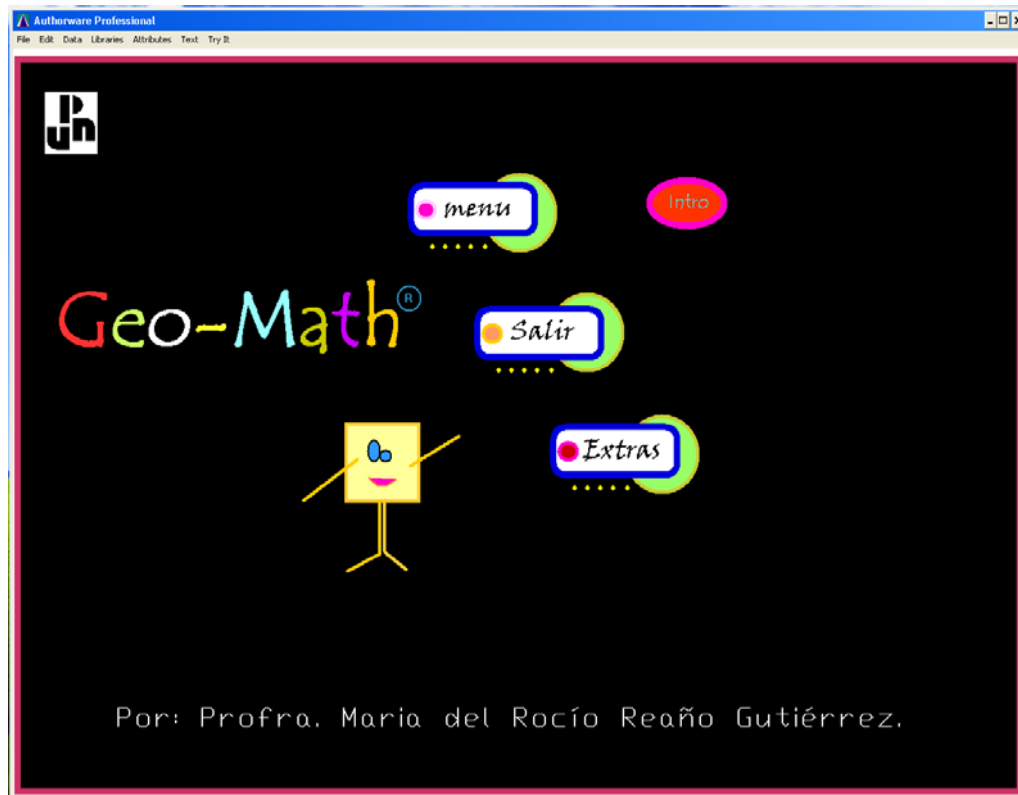 Authorware Professional
File Edit Data Libraries Attributes Text Try It
upn
menu
Intro
Geo-Math®
Salir
Extras
Por: Profra. Maria del Rocío Reaño Gutiérrez.